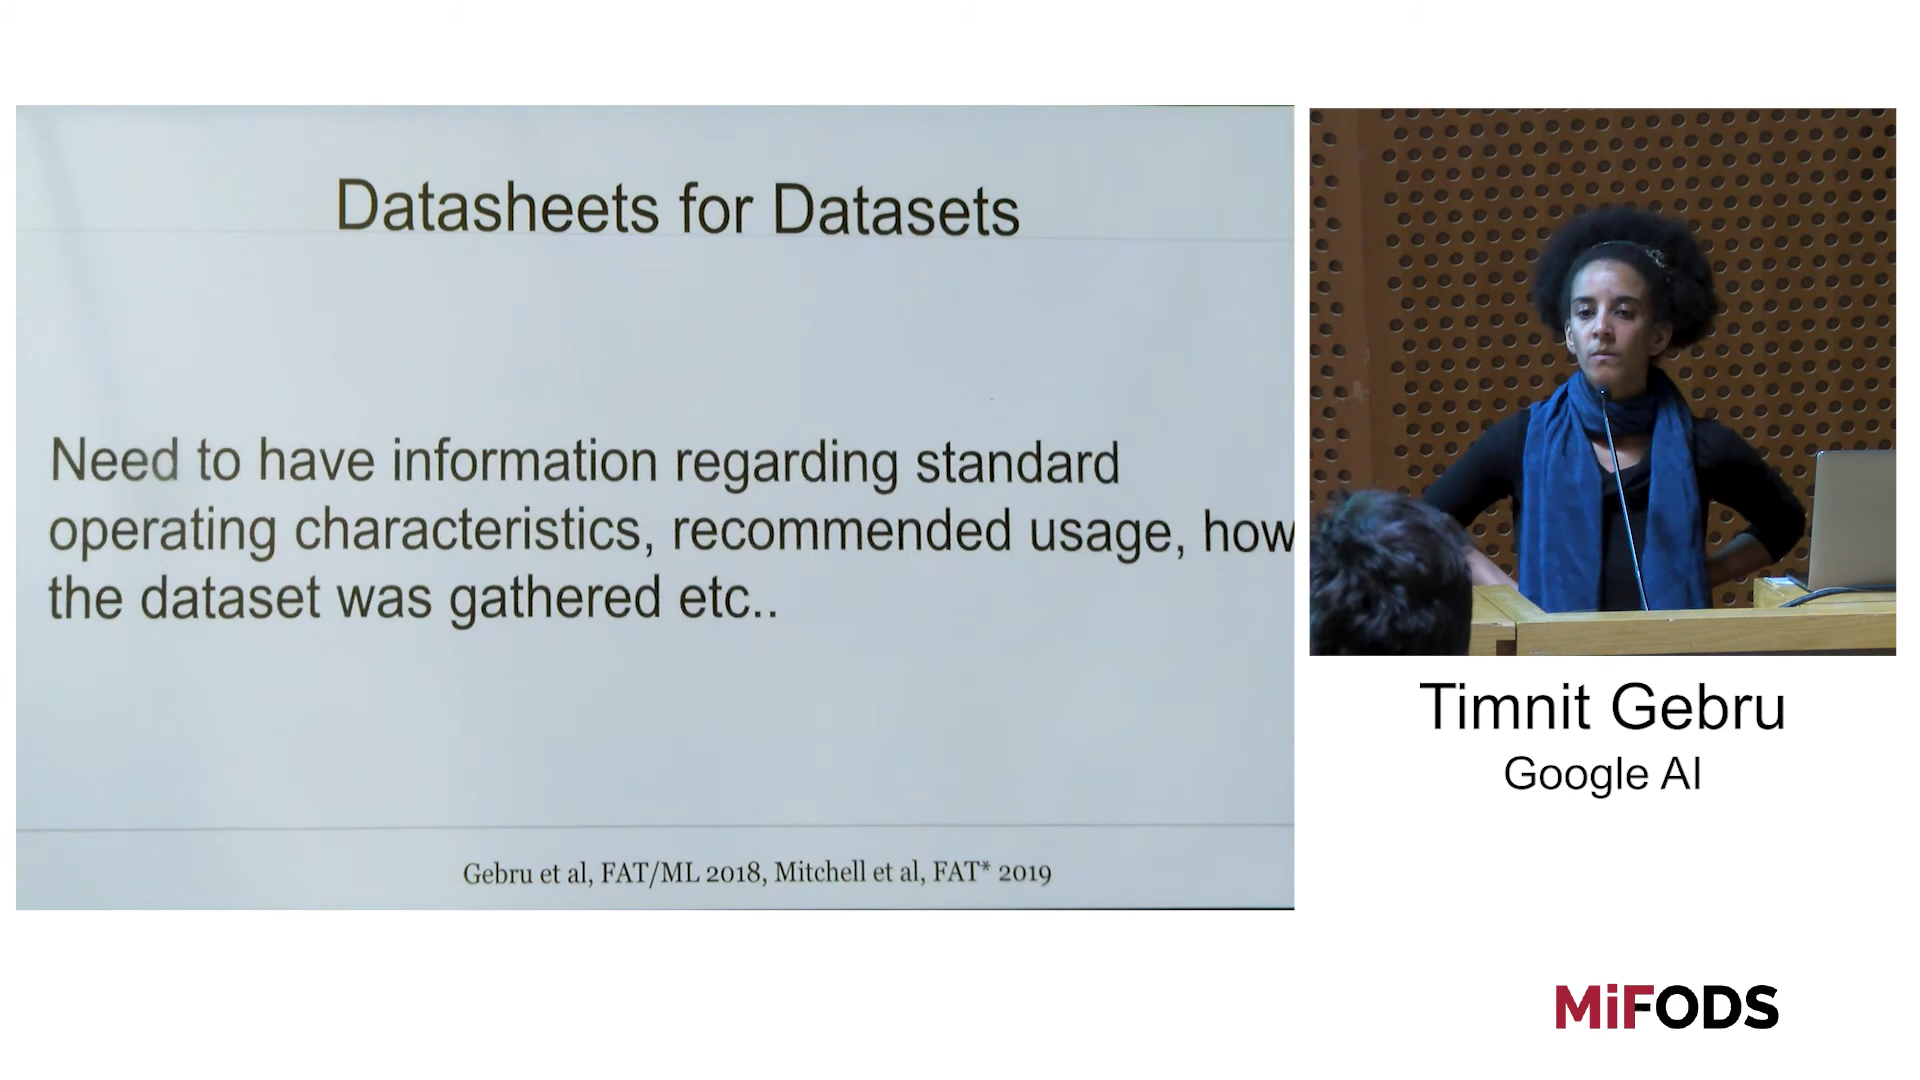 Datasheets for Datasets
Need to have information regarding standard
operating characteristics, recommended usage, how
the dataset was gathered etc..
Gebru et al, FAT/ML 2018, Mitchell et al, FAT* 2019
Timnit Gebru
Google AI
MiFODS